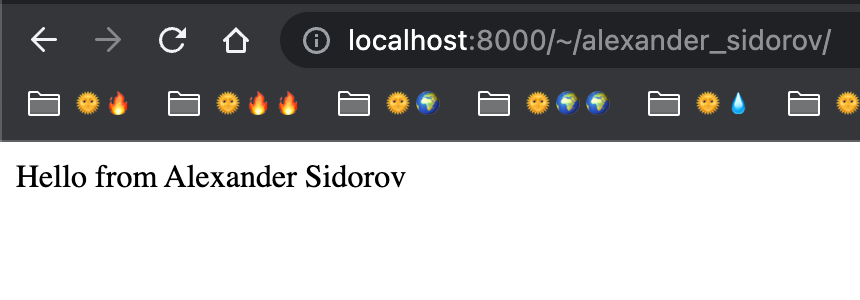 localhost:8000/~/alexander_sidorov/
🌞🔥 🌞🔥🔥 🌞🌍 🌞🌍🌍 🌞💧 🌞
Hello from Alexander Sidorov